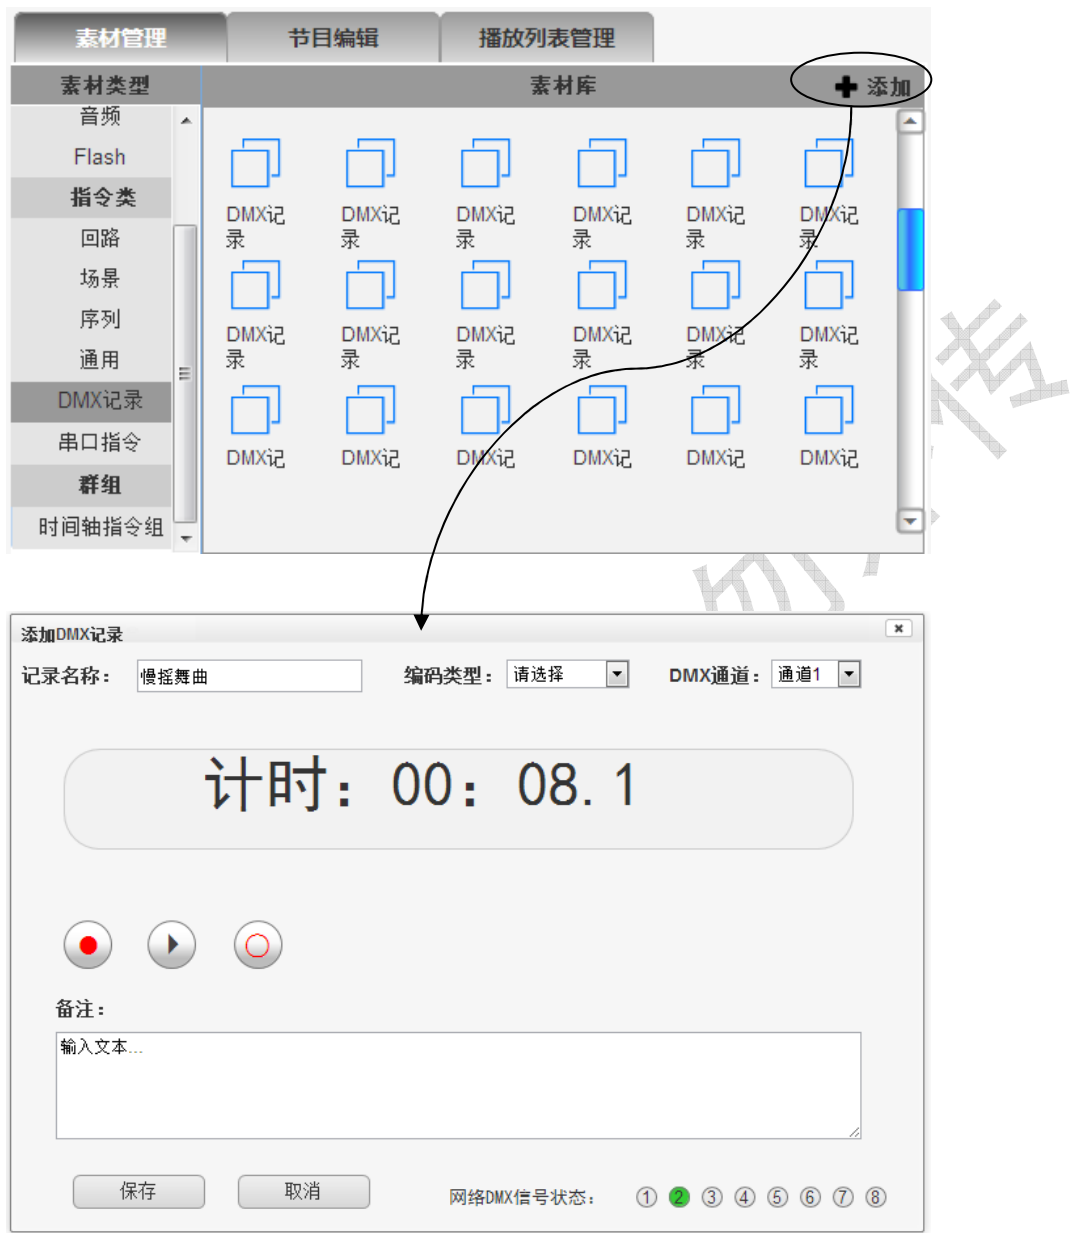 素材管理 节目编辑 播放列表管理
素材类型 素材库 添加
音频
Flash
指令类
回路
场景
序列
通用
DMX记录
串口指令
群组
时间轴指令组
DMX记录 DMX记录 DMX记录 DMX记录 DMX记录 DMX记录
DMX记录 DMX记录 DMX记录 DMX记录 DMX记录 DMX记录
DMX记 DMX记 DMX记 DMX记 DMX记 DMX记
添加DMX记录
记录名称： 慢摇舞曲 编码类型： 请选择 DMX通道： 通道1
计时：00：08.1
备注：
输入文本...
保存 取消 网络DMX信号状态： 1 2 3 4 5 6 7 8